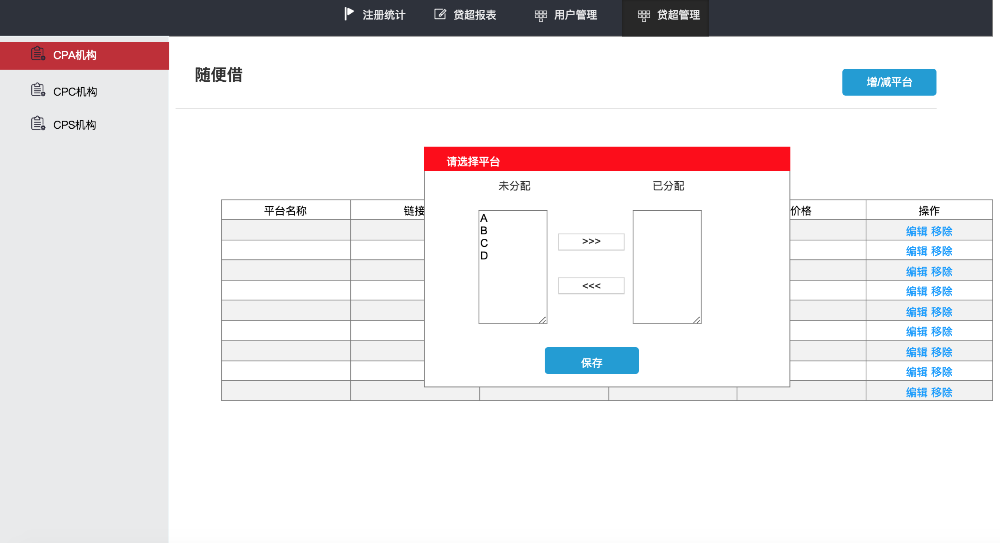 注册统计
贷超报表
用户管理
贷超管理
CPA机构
CPC机构
CPS机构
随便借
增/减平台
请选择平台
未分配
已分配
平台名称
链接
价格
操作
A
B
C
D
>>>
<<<
保存
编辑 移除
编辑 移除
编辑 移除
编辑 移除
编辑 移除
编辑 移除
编辑 移除
编辑 移除
编辑 移除